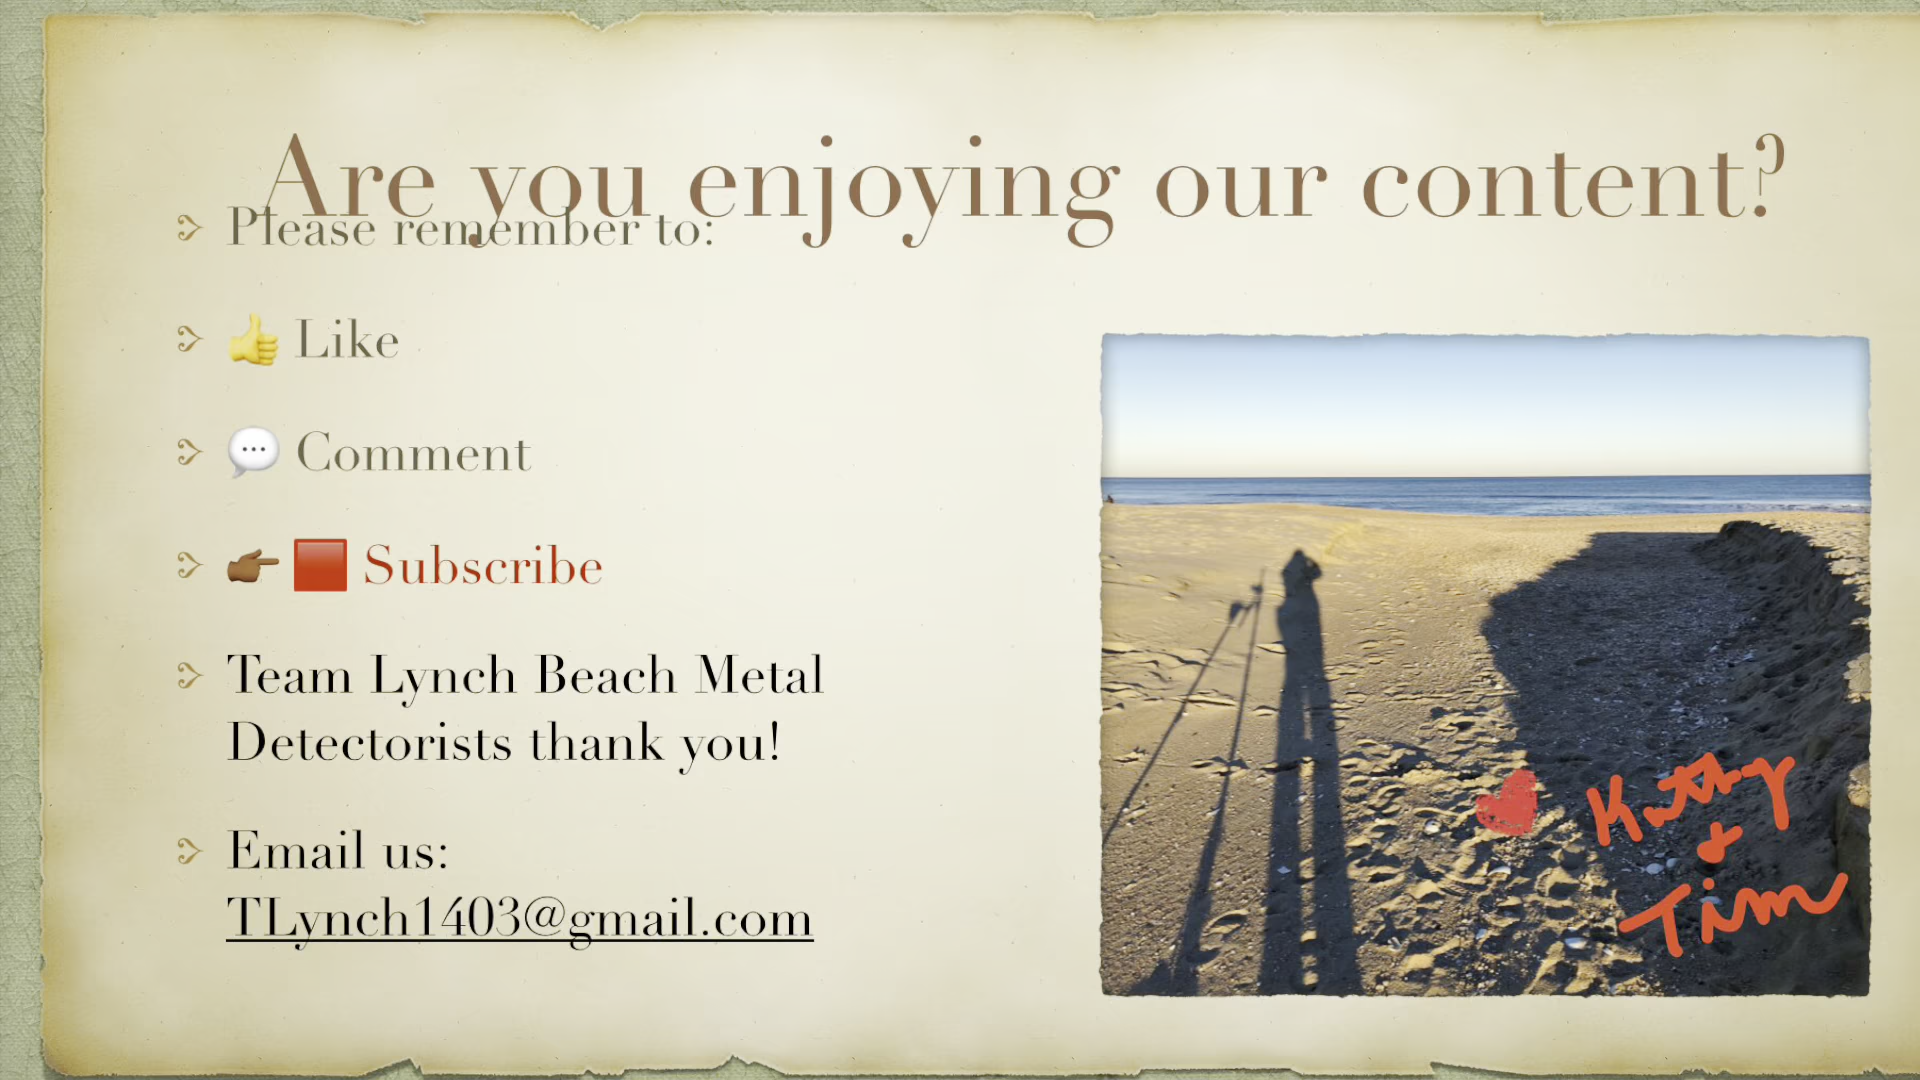 Are you enjoying our content?
Please remember to:
👍 Like
💬 Comment
👉🏾 🟥 Subscribe
Team Lynch Beach Metal
Detectorists thank you!
Email us:
TLynch1403@gmail.com
Kathy
&
Tim